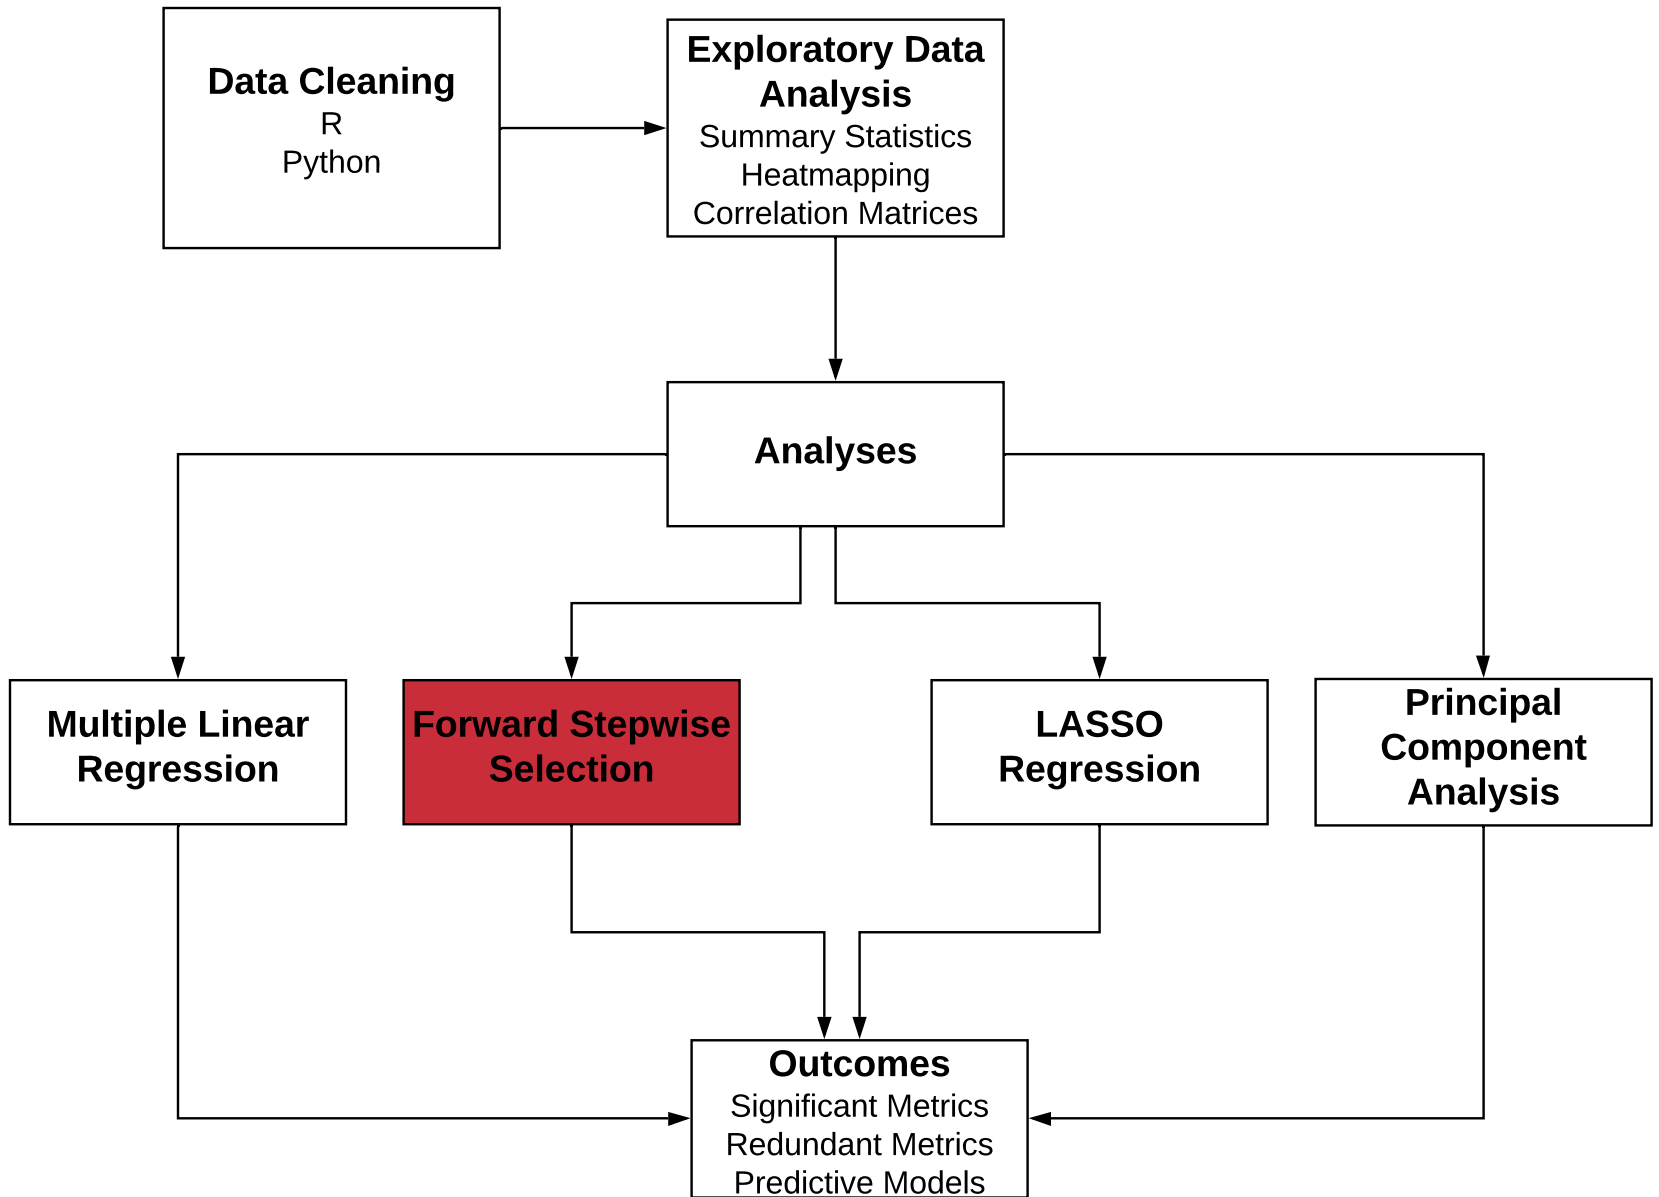 Data Cleaning
R
Python
Exploratory Data
Analysis
Summary Statistics
Heatmapping
Correlation Matrices
Analyses
Multiple Linear
Regression
Forward Stepwise
Selection
LASSO
Regression
Principal
Component
Analysis
Outcomes
Significant Metrics
Redundant Metrics
Predictive Models